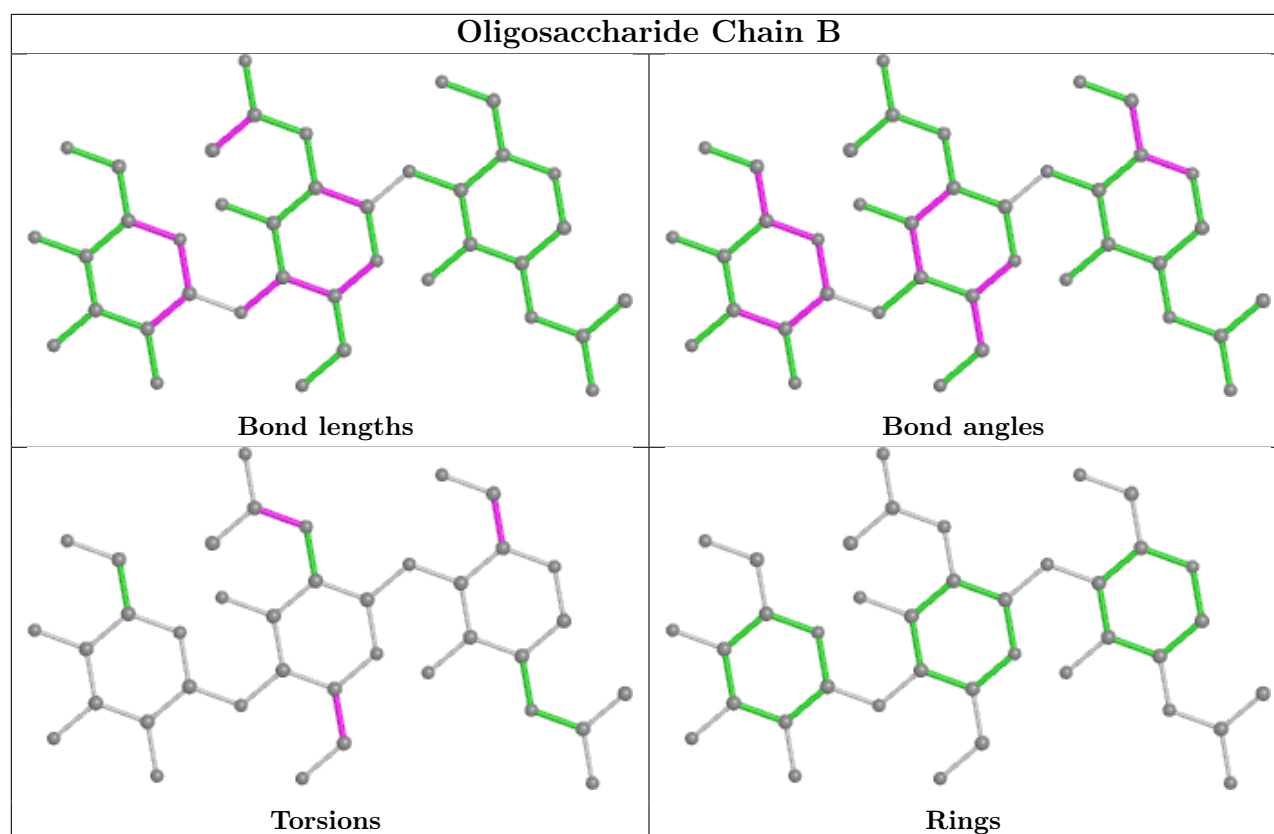 Oligosaccharide Chain B
Bond lengths
Bond angles
Torsions
Rings